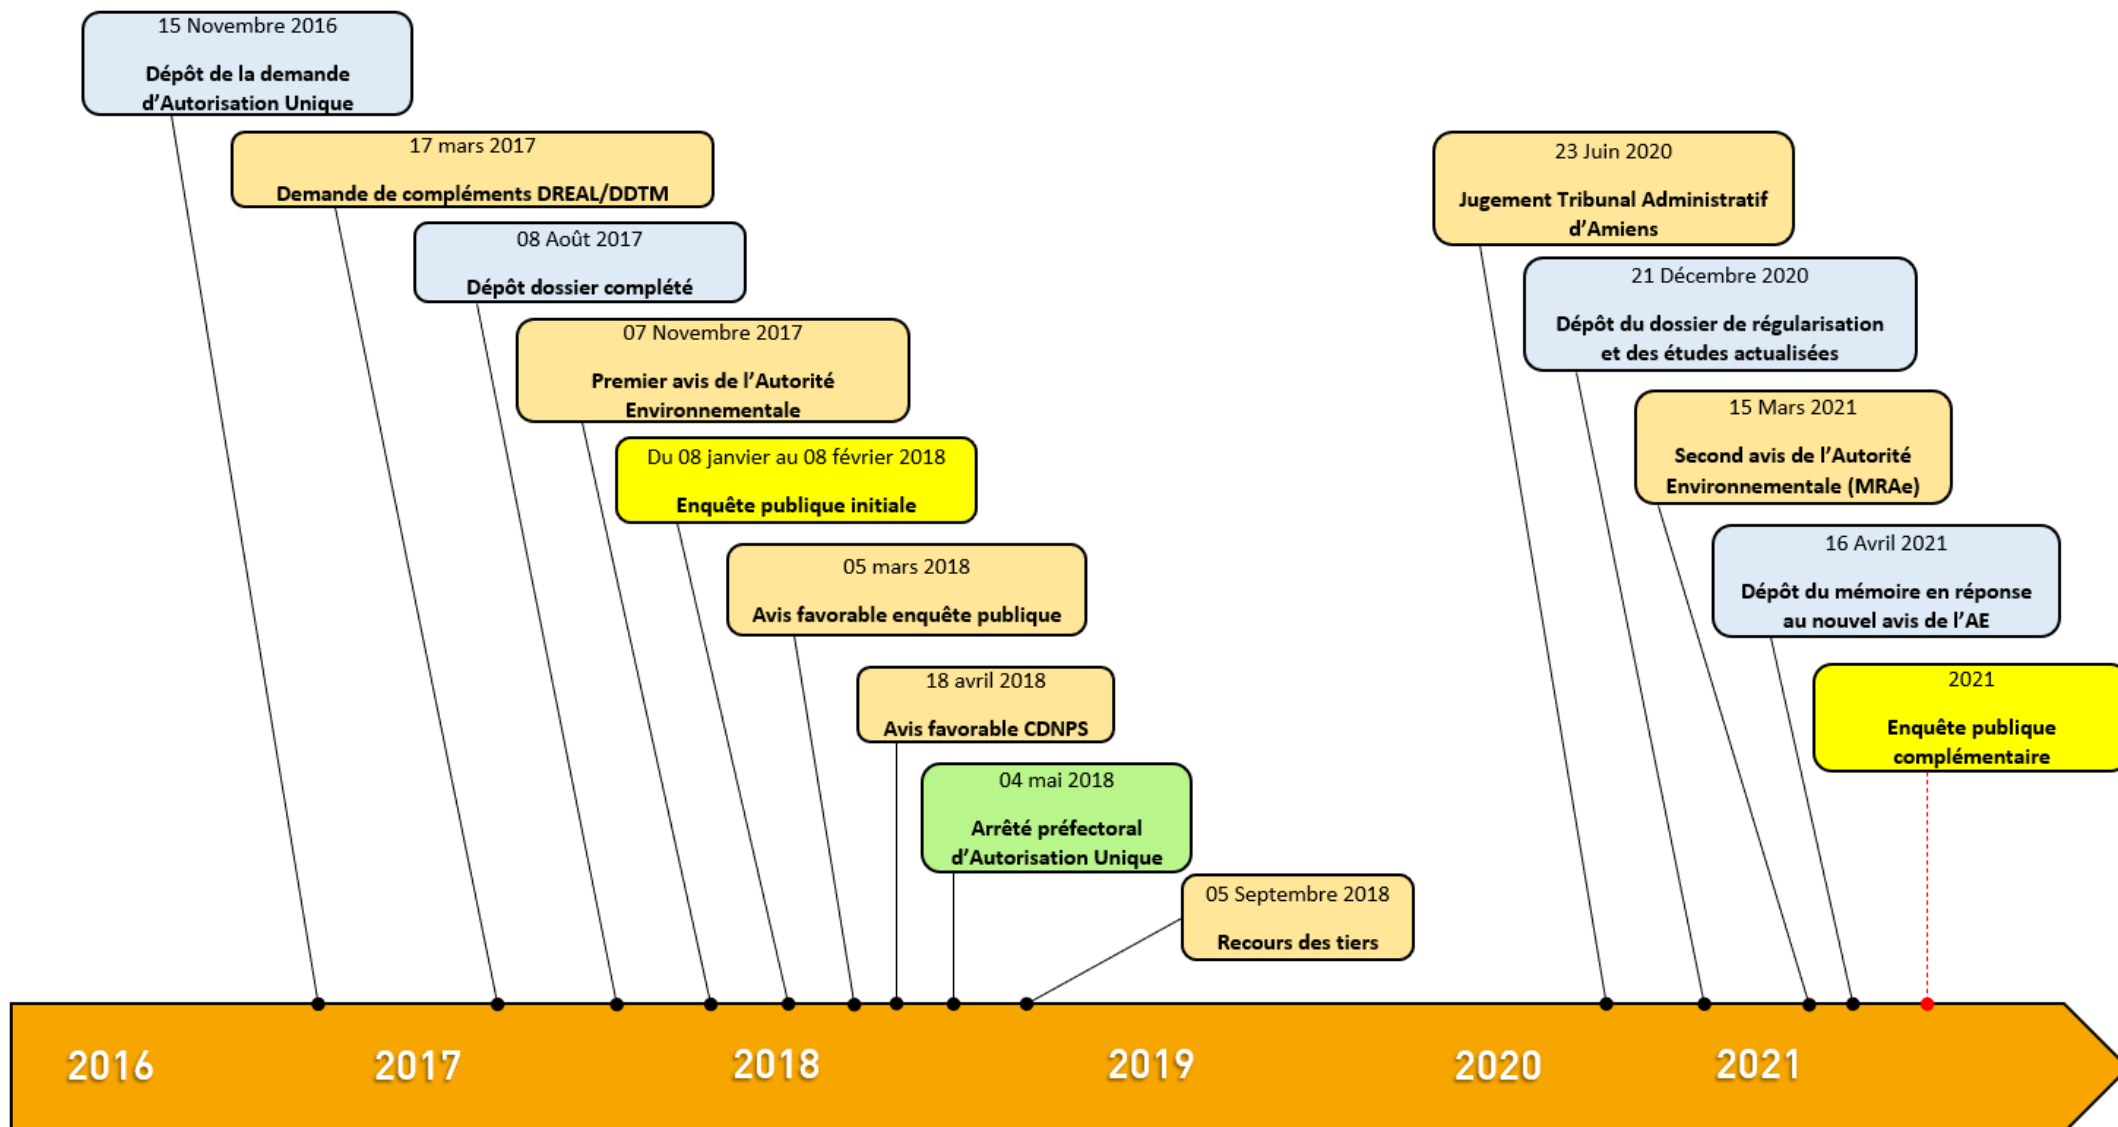 15 Novembre 2016
Dépôt de la demande
d’Autorisation Unique
17 mars 2017
Demande de compléments DREAL/DDTM
08 Août 2017
Dépôt dossier complété
07 Novembre 2017
Premier avis de l’Autorité
Environnementale
Du 08 janvier au 08 février 2018
Enquête publique initiale
05 mars 2018
Avis favorable enquête publique
18 avril 2018
Avis favorable CDNPS
04 mai 2018
Arrêté préfectoral
d’Autorisation Unique
05 Septembre 2018
Recours des tiers
23 Juin 2020
Jugement Tribunal Administratif
d’Amiens
21 Décembre 2020
Dépôt du dossier de régularisation
et des études actualisées
15 Mars 2021
Second avis de l’Autorité
Environnementale (MRAe)
16 Avril 2021
Dépôt du mémoire en réponse
au nouvel avis de l’AE
2021
Enquête publique
complémentaire
2016 2017 2018 2019 2020 2021